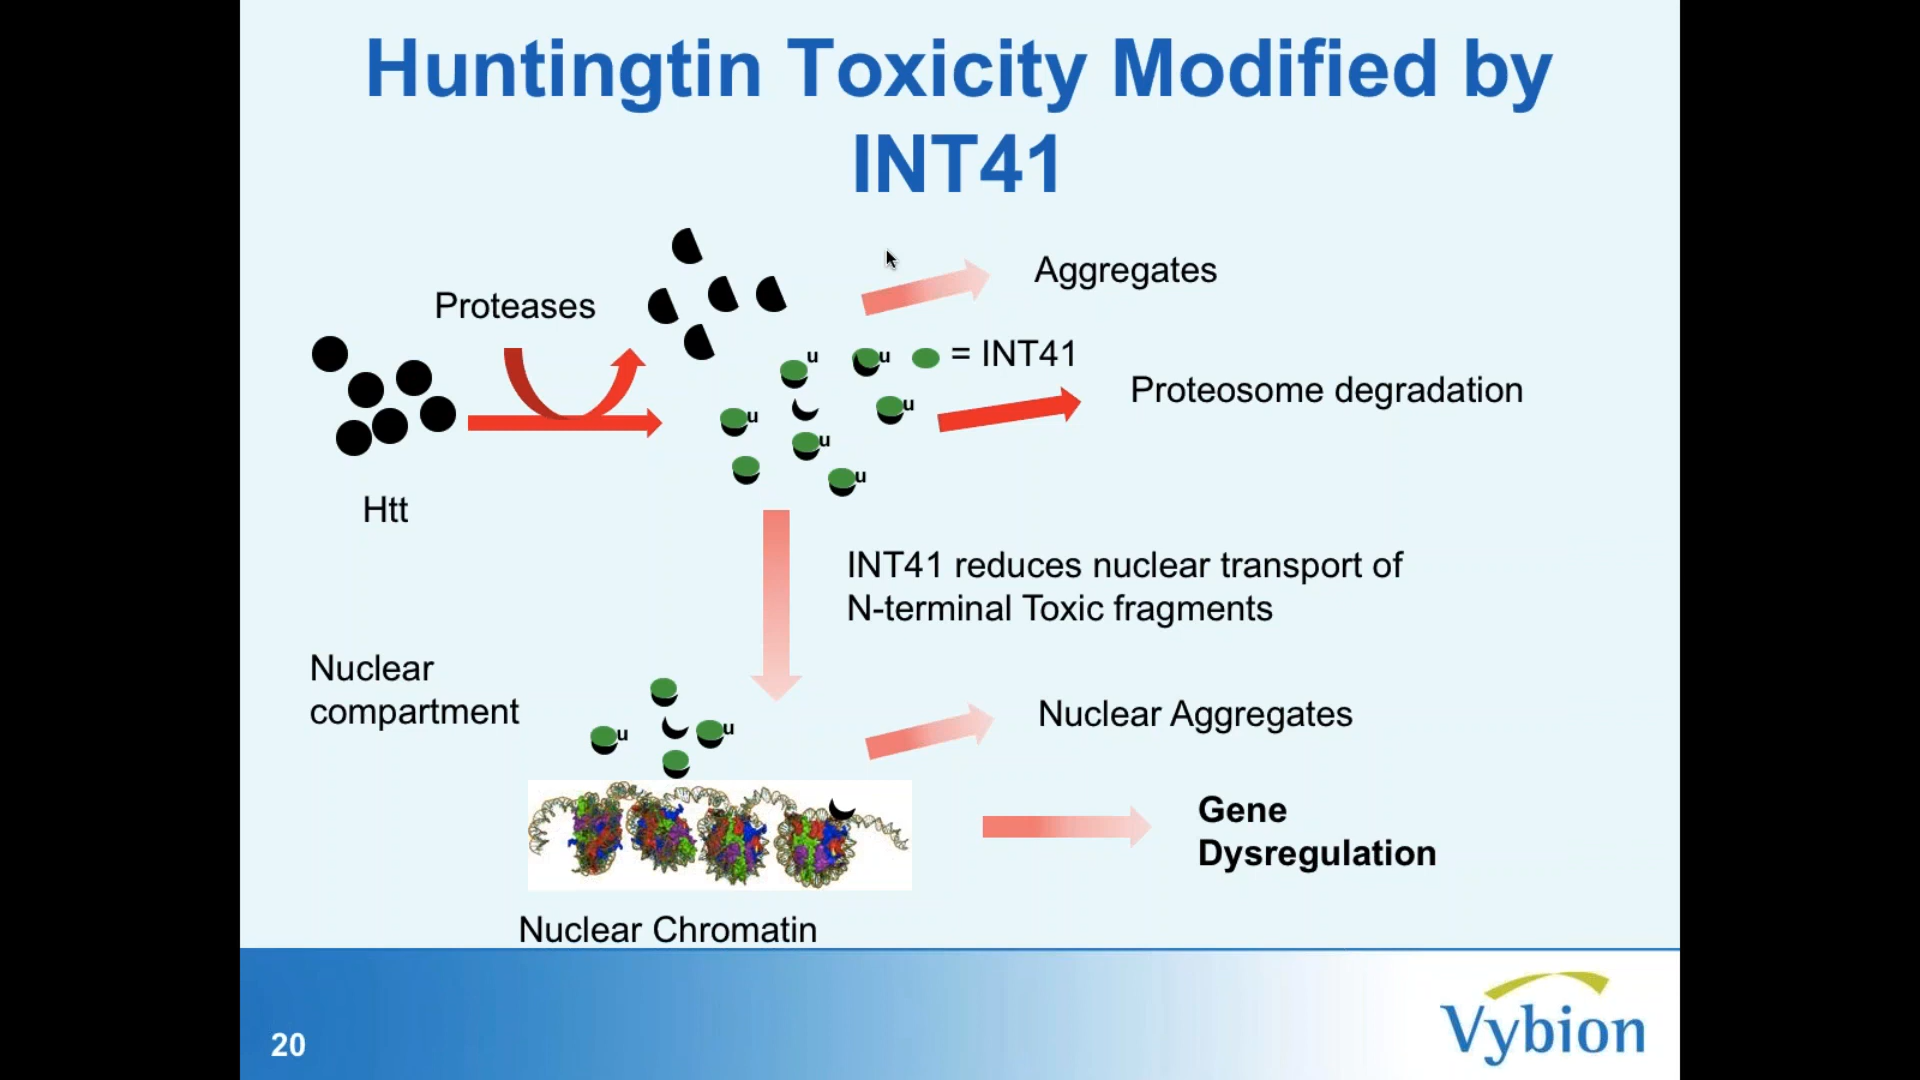 Huntingtin Toxicity Modified by
INT41
Aggregates
Proteases
u
u
= INT41
Proteosome degradation
u
u
u
u
Htt
INT41 reduces nuclear transport of
N-terminal Toxic fragments
Nuclear
compartment
u
u
Nuclear Aggregates
Gene
Dysregulation
Nuclear Chromatin
20
Vybion